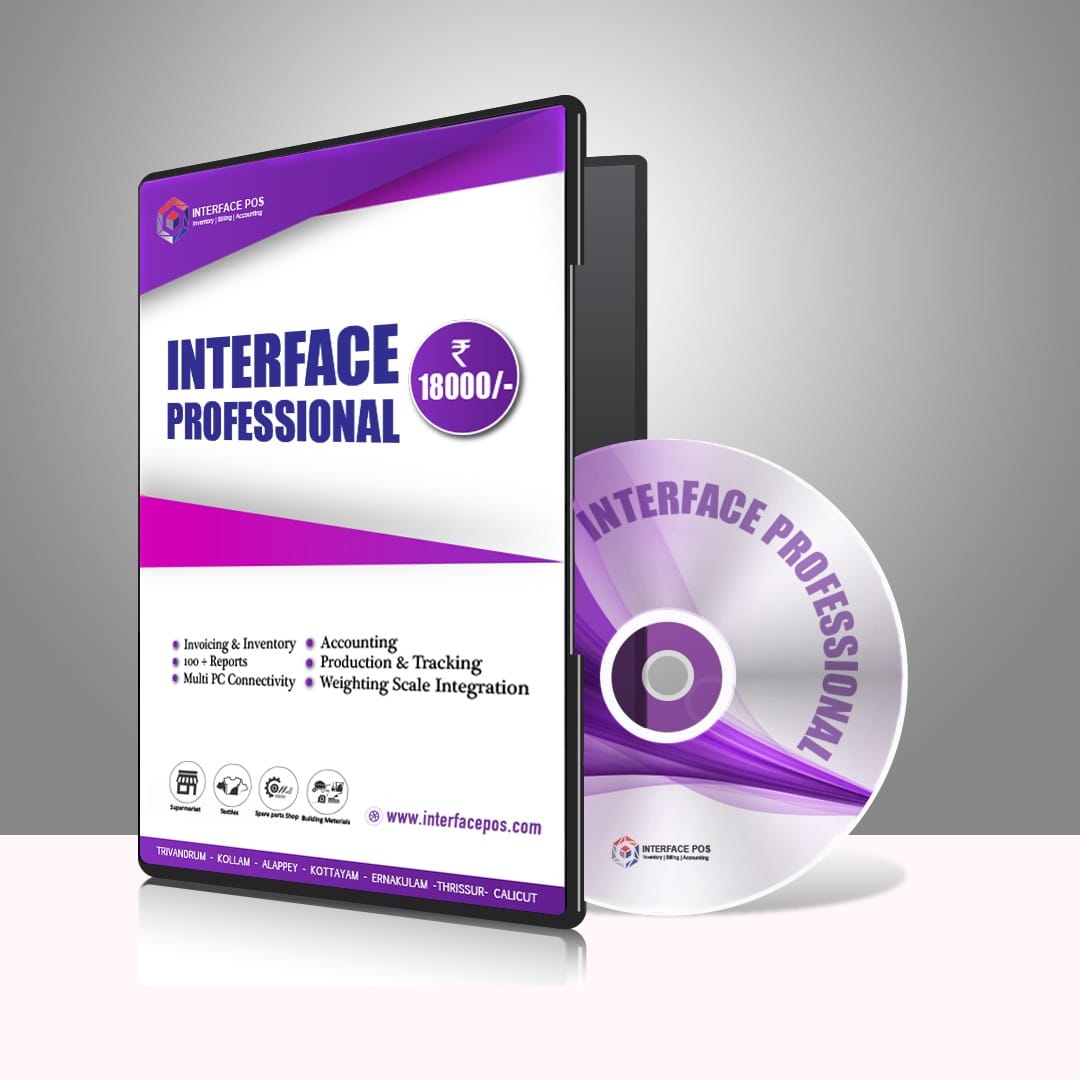 INTERFACE POS
Inventory | Billing | Accounting
INTERFACE
PROFESSIONAL
₹
18000/-
Invoicing & Inventory
100 + Reports
Multi PC Connectivity
Accounting
Production & Tracking
Weighting Scale Integration
Supermarket
Textiles
Spare parts Shop
Building Materials
www.interfacepos.com
TRIVANDRUM - KOLLAM - ALAPPEY - KOTTAYAM - ERNAKULAM -THRISSUR- CALICUT
INTERFACE PROFESSIONAL
INTERFACE POS
Inventory | Billing | Accounting